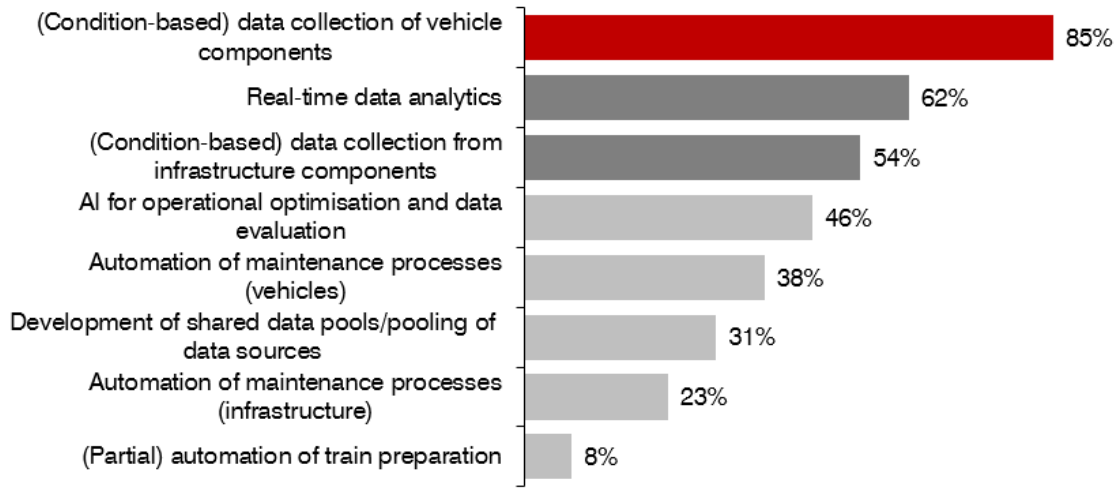 (Condition-based) data collection of vehicle
components
85%
Real-time data analytics
62%
(Condition-based) data collection from
infrastructure components
54%
AI for operational optimisation and data
evaluation
46%
Automation of maintenance processes
(vehicles)
38%
Development of shared data pools/pooling of
data sources
31%
Automation of maintenance processes
(infrastructure)
23%
(Partial) automation of train preparation
8%